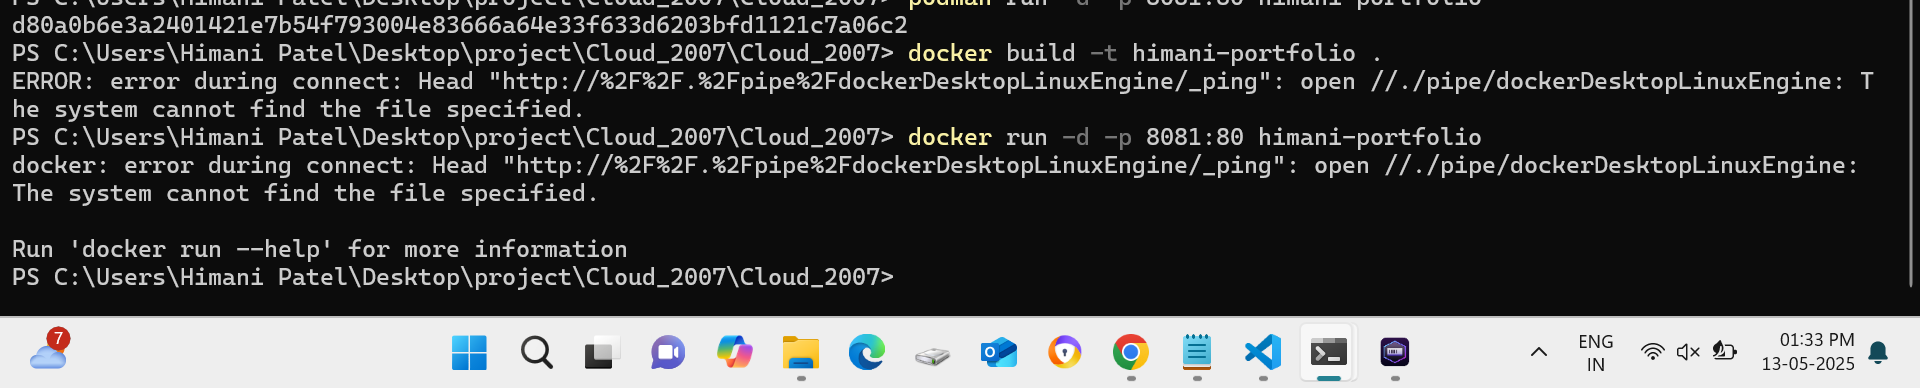 PS C:\Users\Himani Patel\Desktop\project\Cloud_2007\Cloud_2007> podman run -d -p 8081:80 himani-portfolio
d80a0b6e3a2401421e7b54f793004e83666a64e33f633d6203bfd1121c7a06c2
PS C:\Users\Himani Patel\Desktop\project\Cloud_2007\Cloud_2007> docker build -t himani-portfolio .
ERROR: error during connect: Head "http://%2F%2F.%2Fpipe%2FdockerDesktopLinuxEngine/_ping": open //./pipe/dockerDesktopLinuxEngine: T
he system cannot find the file specified.
PS C:\Users\Himani Patel\Desktop\project\Cloud_2007\Cloud_2007> docker run -d -p 8081:80 himani-portfolio
docker: error during connect: Head "http://%2F%2F.%2Fpipe%2FdockerDesktopLinuxEngine/_ping": open //./pipe/dockerDesktopLinuxEngine:
The system cannot find the file specified.
Run 'docker run --help' for more information
PS C:\Users\Himani Patel\Desktop\project\Cloud_2007\Cloud_2007>
7
ENG
IN
01:33 PM
13-05-2025